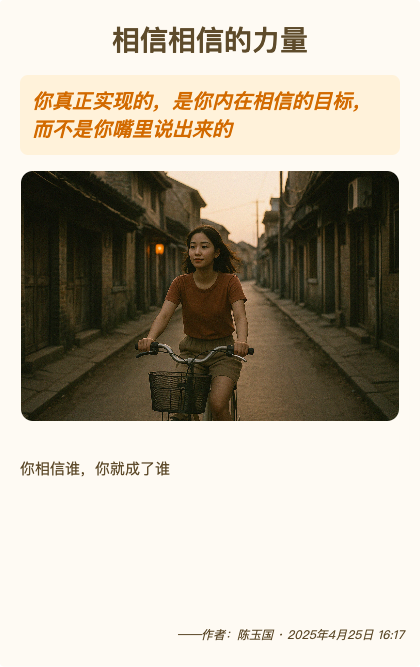 相信相信的力量
你真正实现的，是你内在相信的目标，
而不是你嘴里说出来的
你相信谁，你就成了谁
——作者：陈玉国 · 2025年4月25日 16:17